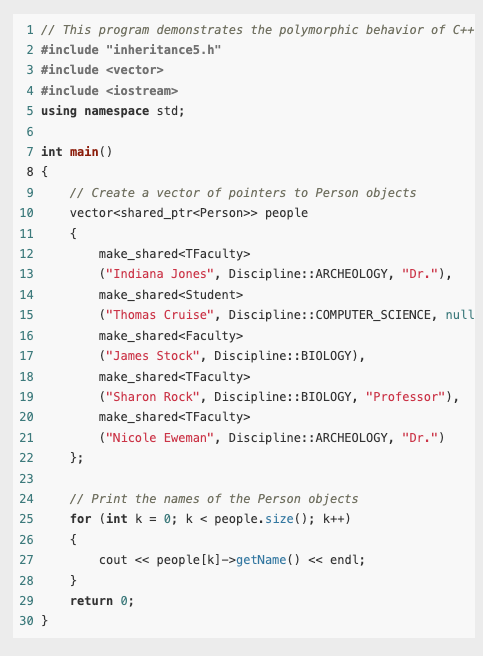 1 // This program demonstrates the polymorphic behavior of C++
2 #include "inheritance5.h"
3 #include <vector>
4 #include <iostream>
5 using namespace std;
6
7 int main()
8 {
9 // Create a vector of pointers to Person objects
10 vector<shared_ptr<Person>> people
11 {
12 make_shared<TFaculty>
13 ("Indiana Jones", Discipline::ARCHEOLOGY, "Dr."),
14 make_shared<Student>
15 ("Thomas Cruise", Discipline::COMPUTER_SCIENCE, null
16 make_shared<Faculty>
17 ("James Stock", Discipline::BIOLOGY),
18 make_shared<TFaculty>
19 ("Sharon Rock", Discipline::BIOLOGY, "Professor"),
20 make_shared<TFaculty>
21 ("Nicole Eweman", Discipline::ARCHEOLOGY, "Dr.")
22 };
23
24 // Print the names of the Person objects
25 for (int k = 0; k < people.size(); k++)
26 {
27 cout << people[k]->getName() << endl;
28 }
29 return 0;
30 }